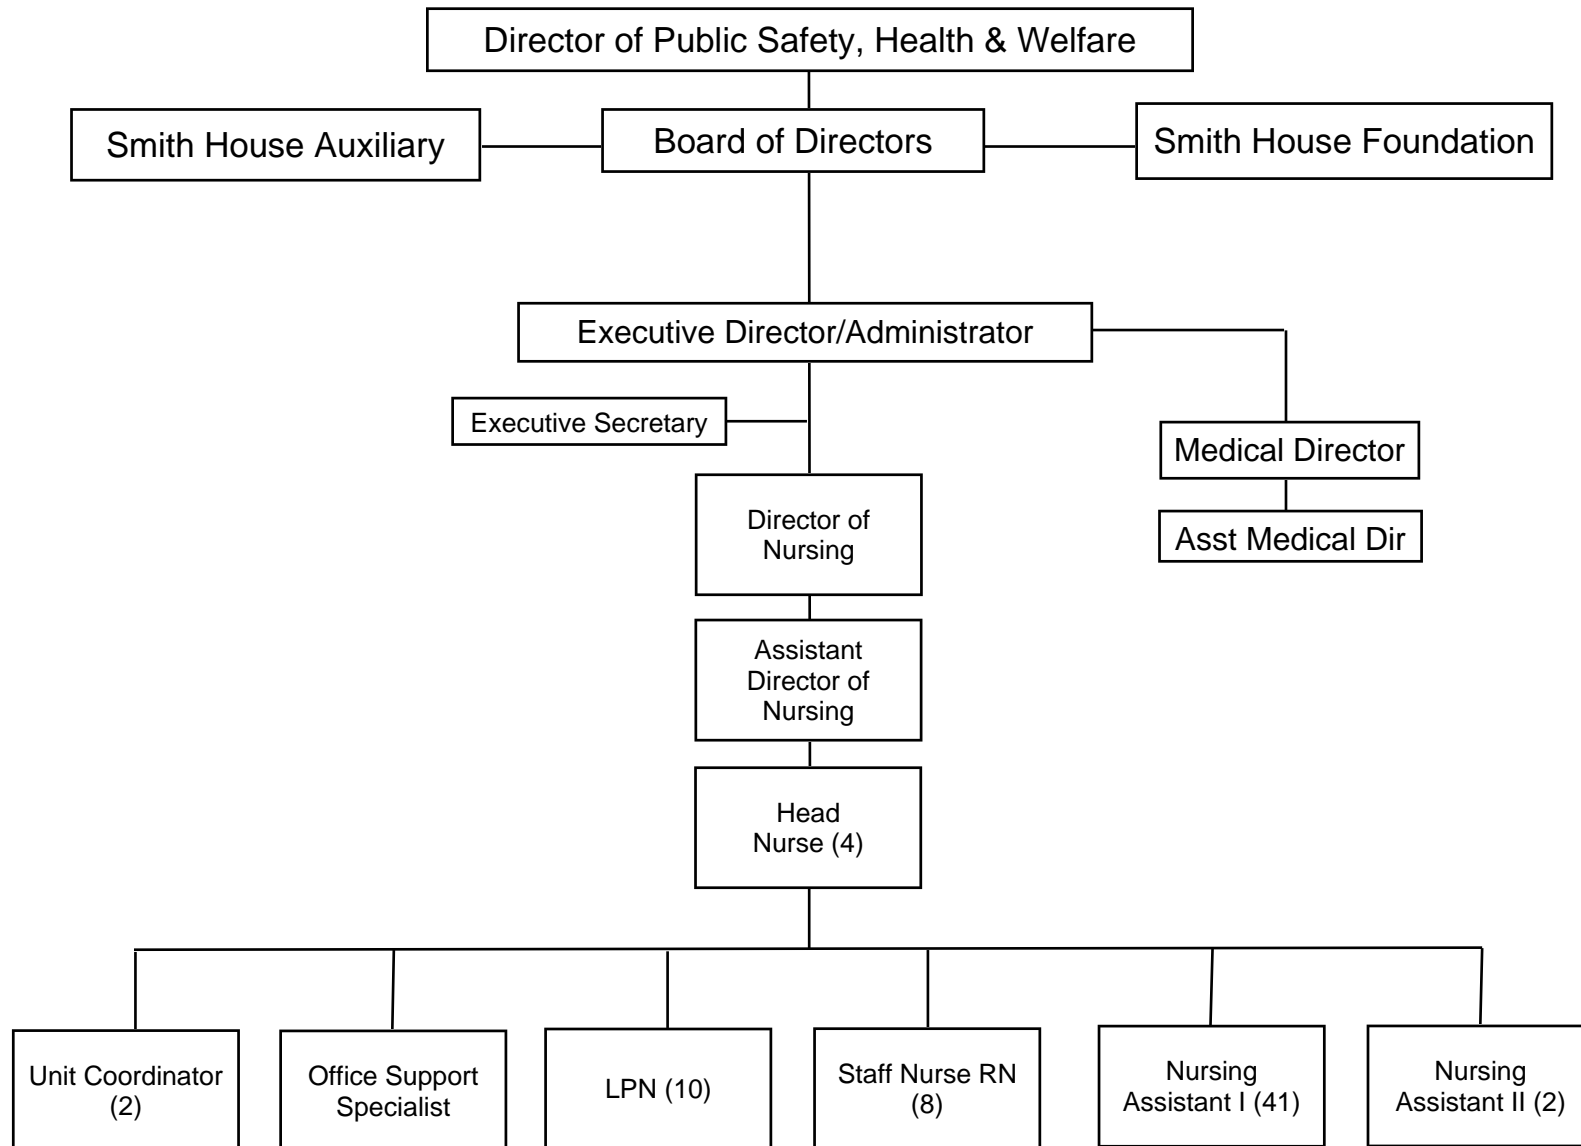 Director of Public Safety, Health & Welfare
Smith House Auxiliary
Board of Directors
Smith House Foundation
Executive Director/Administrator
Executive Secretary
Medical Director
Asst Medical Dir
Director of
Nursing
Assistant
Director of
Nursing
Head
Nurse (4)
Unit Coordinator
(2)
Office Support
Specialist
LPN (10)
Staff Nurse RN
(8)
Nursing
Assistant I (41)
Nursing
Assistant II (2)